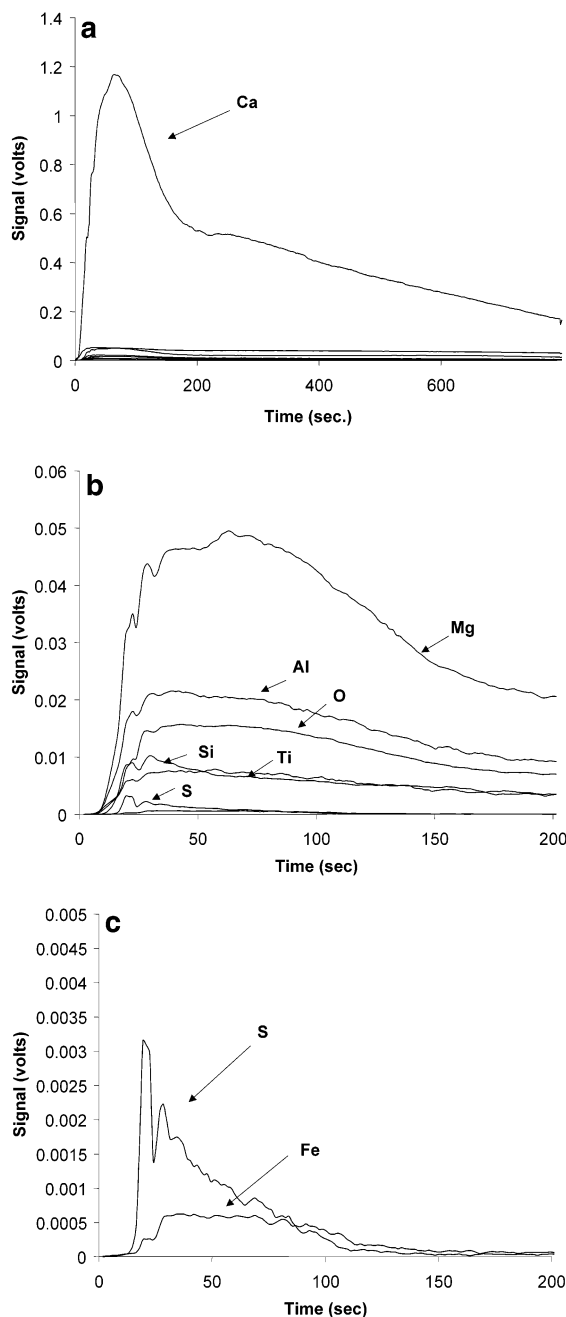 a
1.4
1.2
1
0.8
0.6
0.4
0.2
0
Signal (volts)
Ca
0 200 400 600
Time (sec.)
b
0.06
0.05
0.04
0.03
0.02
0.01
0
Signal (volts)
Mg
Al
O
Si
Ti
S
0 50 100 150 200
Time (sec)
c
0.005
0.0045
0.004
0.0035
0.003
0.0025
0.002
0.0015
0.001
0.0005
0
Signal (volts)
S
Fe
0 50 100 150 200
Time (sec)